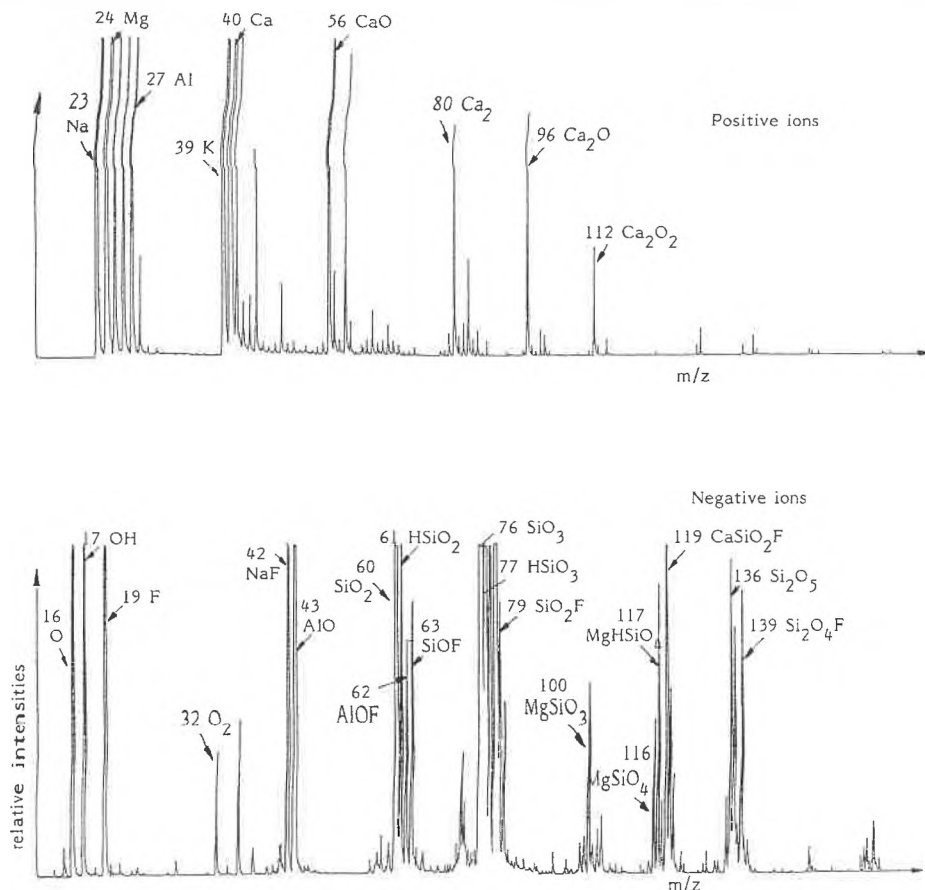 24 Mg
40 Ca
56 CaO
27 Al
23
Na
39 K
80 Ca2
96 Ca2O
112 Ca2O2
Positive ions
m/z
Negative ions
relative intensities
7 OH
16
O
19 F
32 O2
42
NaF
43
AlO
6 HSiO2
60
SiO2
63
SiOF
62
AlOF
76 SiO3
77 HSiO3
79 SiO2F
100
MgSiO3
117
MgHSiO4
116
MgSiO4
119 CaSiO2F
136 Si2O5
139 Si2O4F
m/z